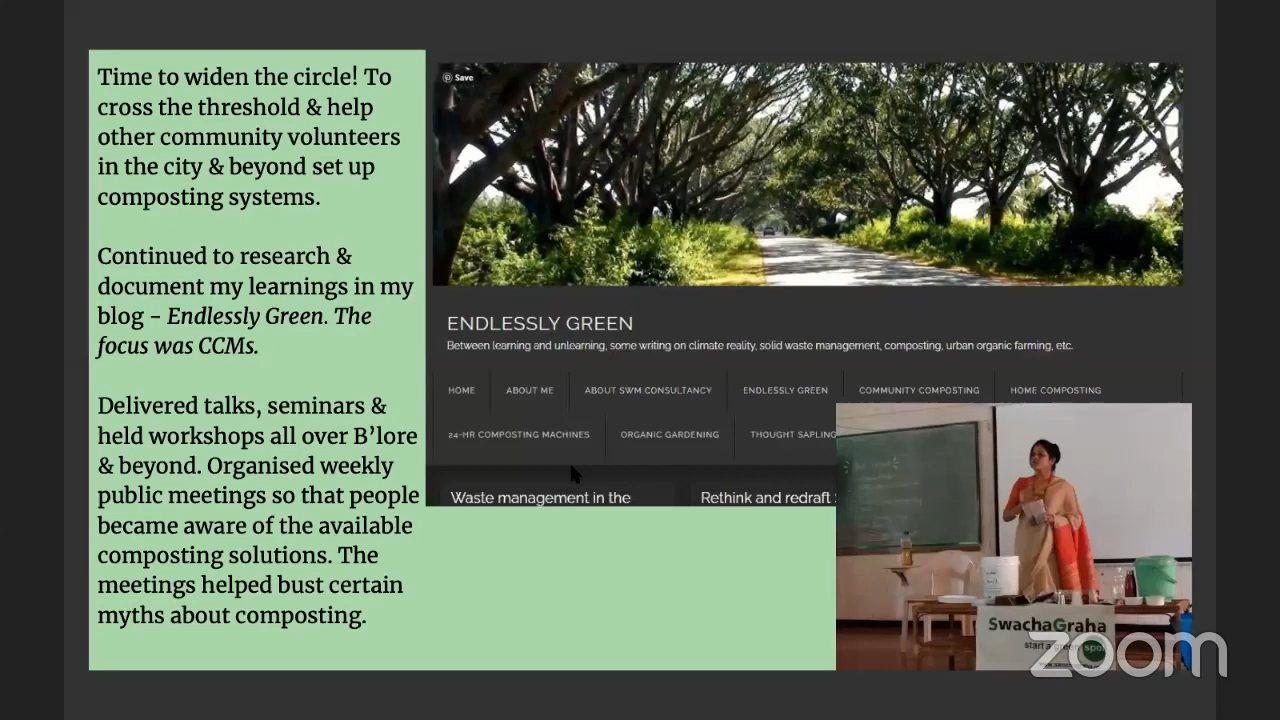 Time to widen the circle! To
cross the threshold & help
other community volunteers
in the city & beyond set up
composting systems.
Continued to research &
document my learnings in my
blog - Endlessly Green. The
focus was CCMs.
Delivered talks, seminars &
held workshops all over B’lore
& beyond. Organised weekly
public meetings so that people
became aware of the available
composting solutions. The
meetings helped bust certain
myths about composting.
Save
ENDLESSLY GREEN
Between learning and unlearning, some writing on climate reality, solid waste management, composting, urban organic farming, etc.
HOME ABOUT ME ABOUT SWM CONSULTANCY ENDLESSLY GREEN COMMUNITY COMPOSTING HOME COMPOSTING
24-HR COMPOSTING MACHINES ORGANIC GARDENING THOUGHT SAPLING
Waste management in the Rethink and redraft
SwachaGraha
start a green spot
zoom